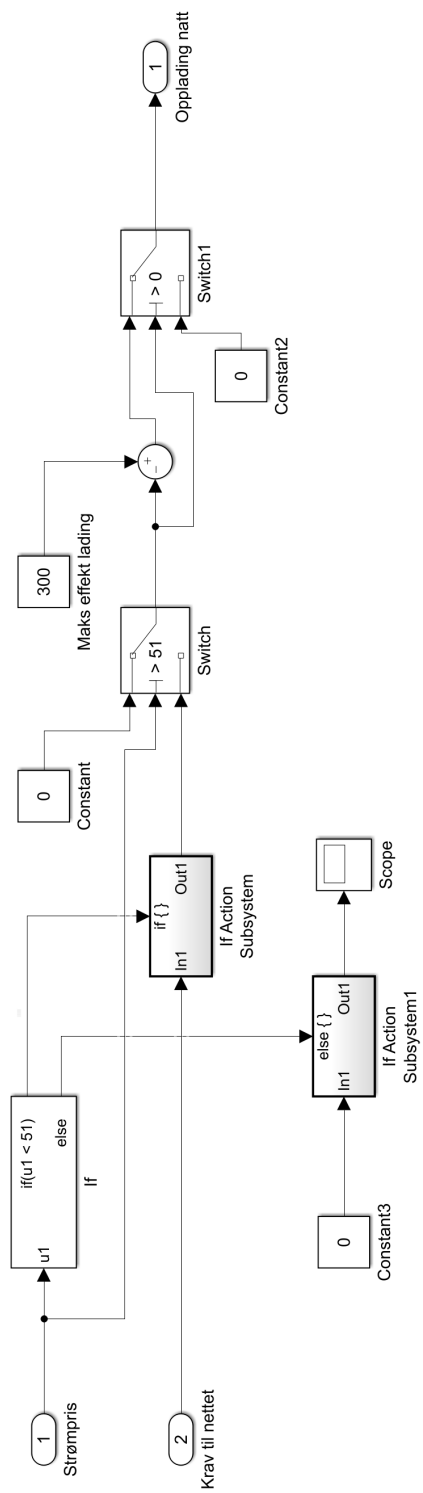 1
Strømpris
2
Krav til nettet
u1
if(u1 < 51)
else
If
0
Constant3
In1
else { }
Out1
If Action
Subsystem1
Scope
In1
if { }
Out1
If Action
Subsystem
0
Constant
> 51
Switch
300
Maks effekt lading
+
−
> 0
Switch1
0
Constant2
1
Opplading natt